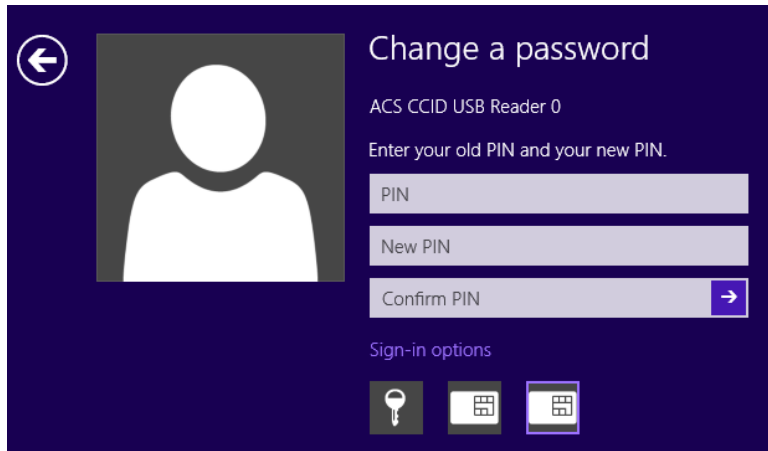 Change a password
ACS CCID USB Reader 0
Enter your old PIN and your new PIN.
PIN
New PIN
Confirm PIN
Sign-in options